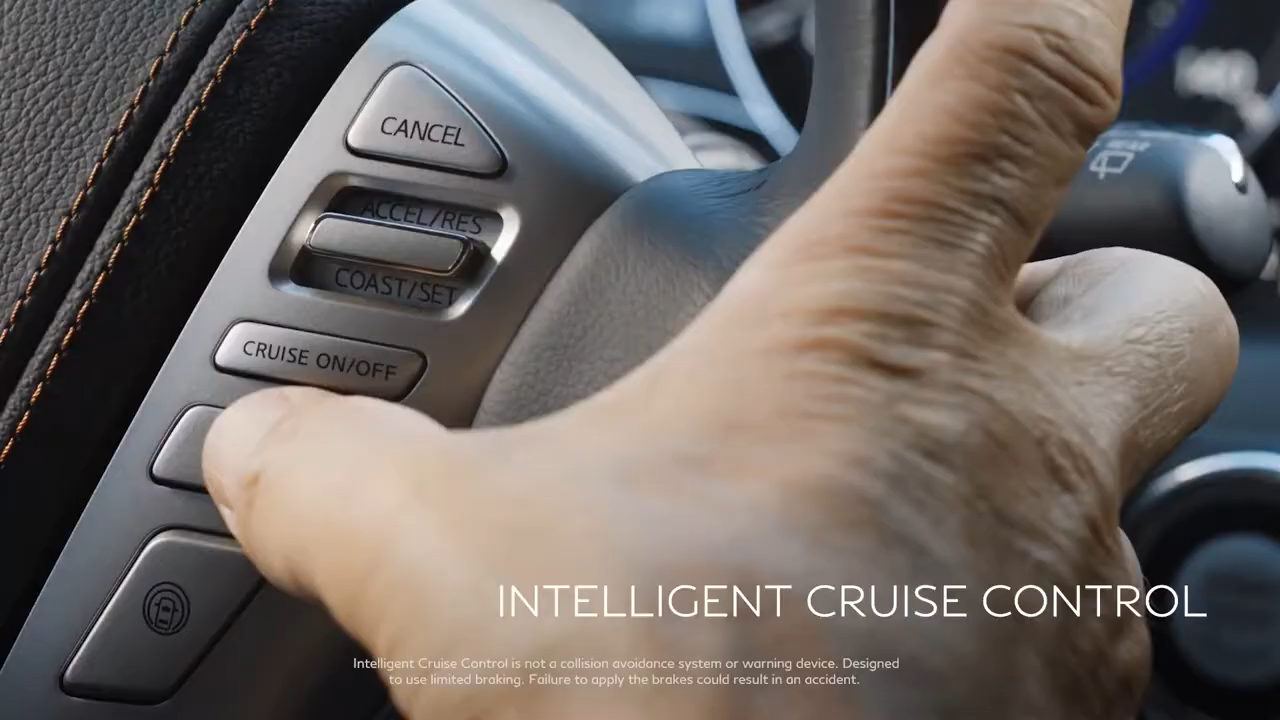 CANCEL
ACCEL/RES
COAST/SET
CRUISE ON/OFF
INTELLIGENT CRUISE CONTROL
Intelligent Cruise Control is not a collision avoidance system or warning device. Designed
to use limited braking. Failure to apply the brakes could result in an accident.